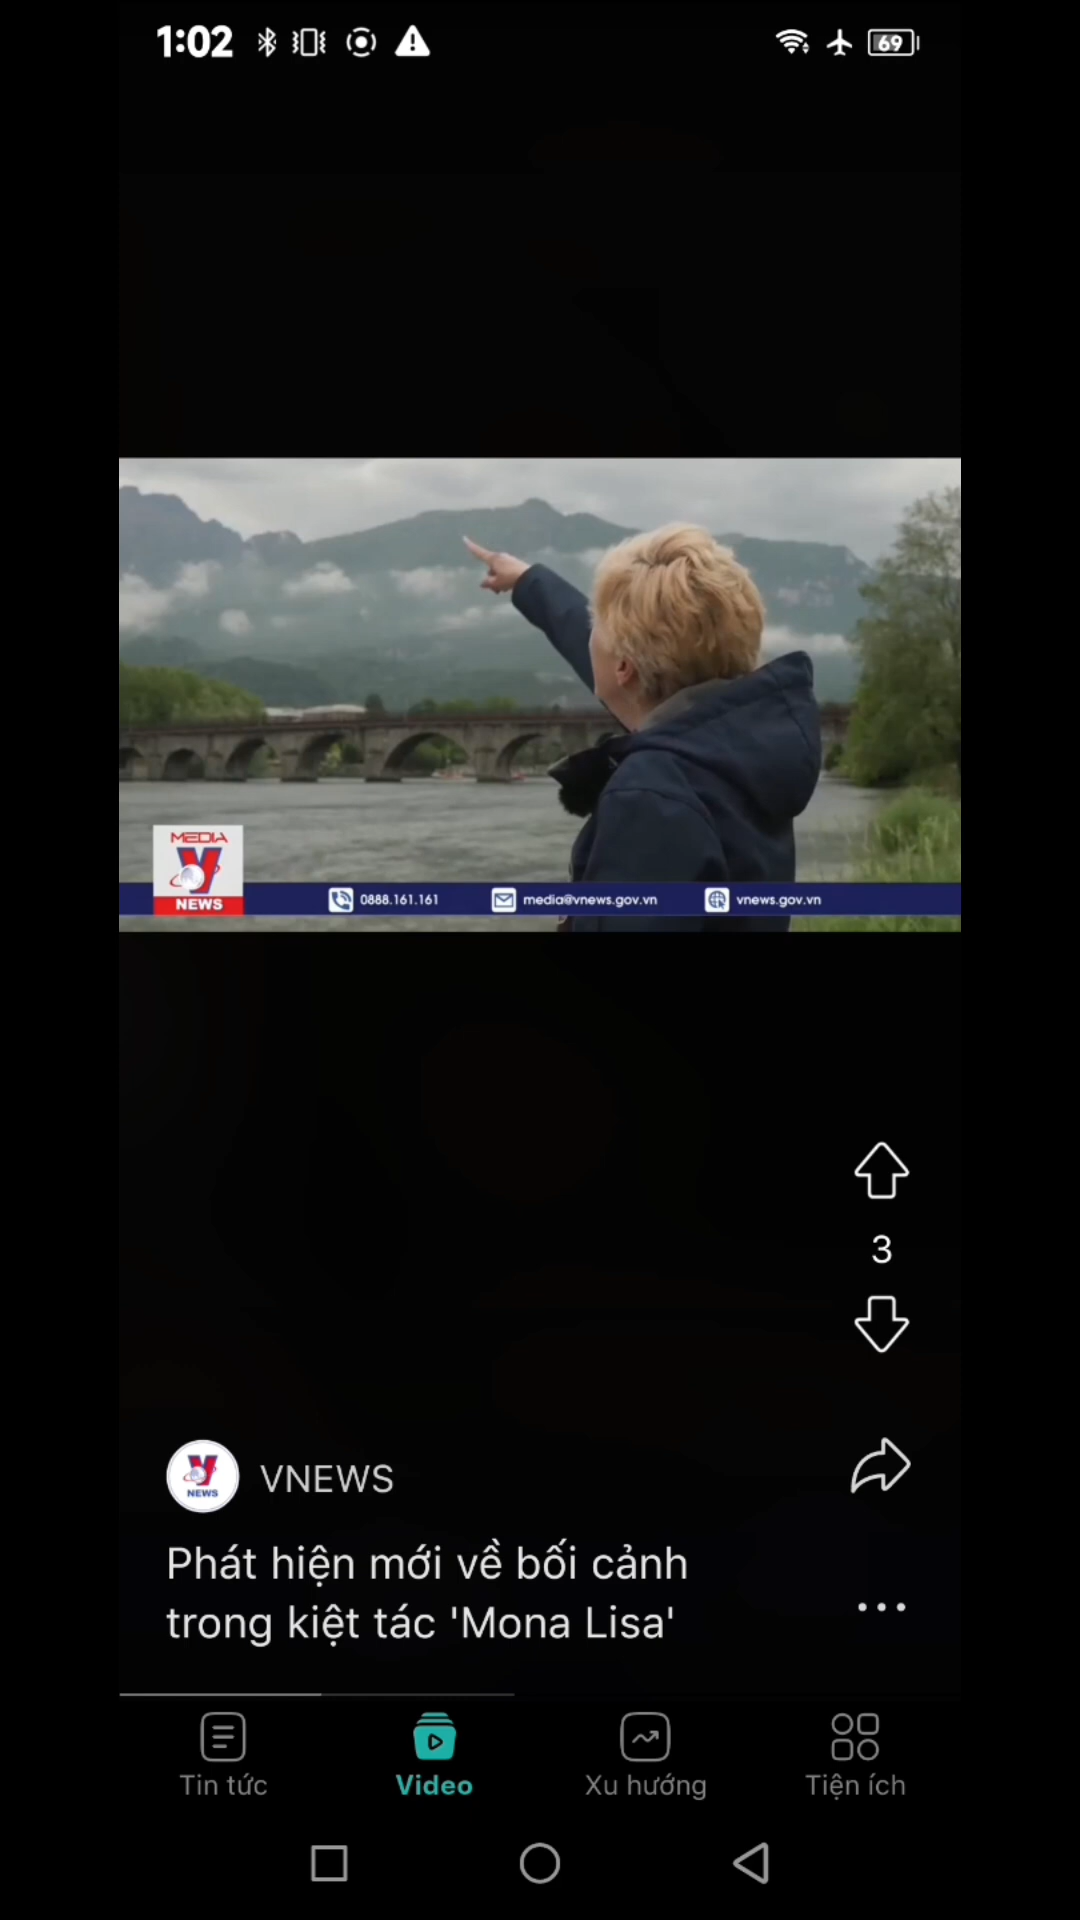 1:02
69
MEDIA
NEWS
0888.161.161
media@vnews.gov.vn
vnews.gov.vn
3
NEWS
VNEWS
Phát hiện mới về bối cảnh
trong kiệt tác 'Mona Lisa'
Tin tức
Video
Xu hướng
Tiện ích